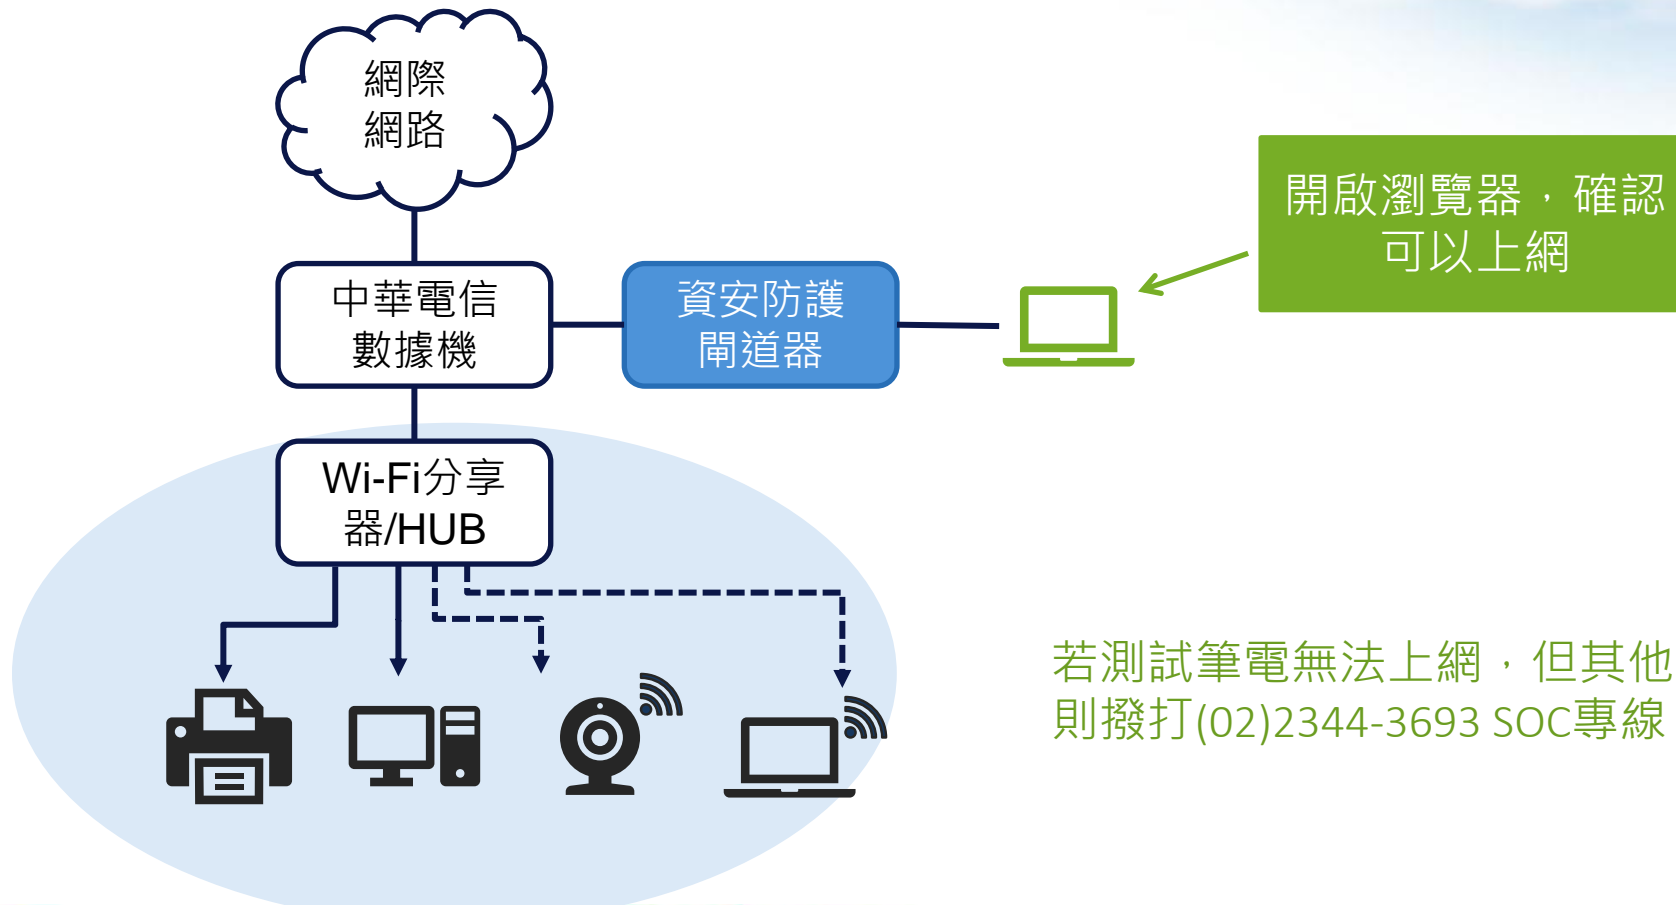 網際
網路
中華電信
數據機
資安防護
閘道器
開啟瀏覽器，確認
可以上網
Wi-Fi分享
器/HUB
若測試筆電無法上網，但其他
則撥打(02)2344-3693 SOC專線